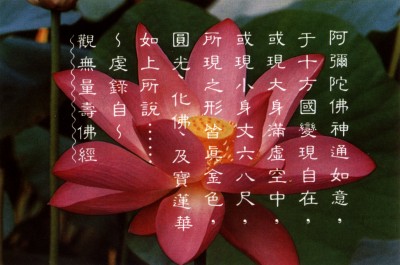 阿彌陀佛神通如意，
于十方國變現自在，
或現大身滿虛空中，
或現小身丈六八尺，
所現之形皆真金色，
圓光、化佛、及寶蓮華
如上所說……
～虔錄自～
觀無量壽佛經